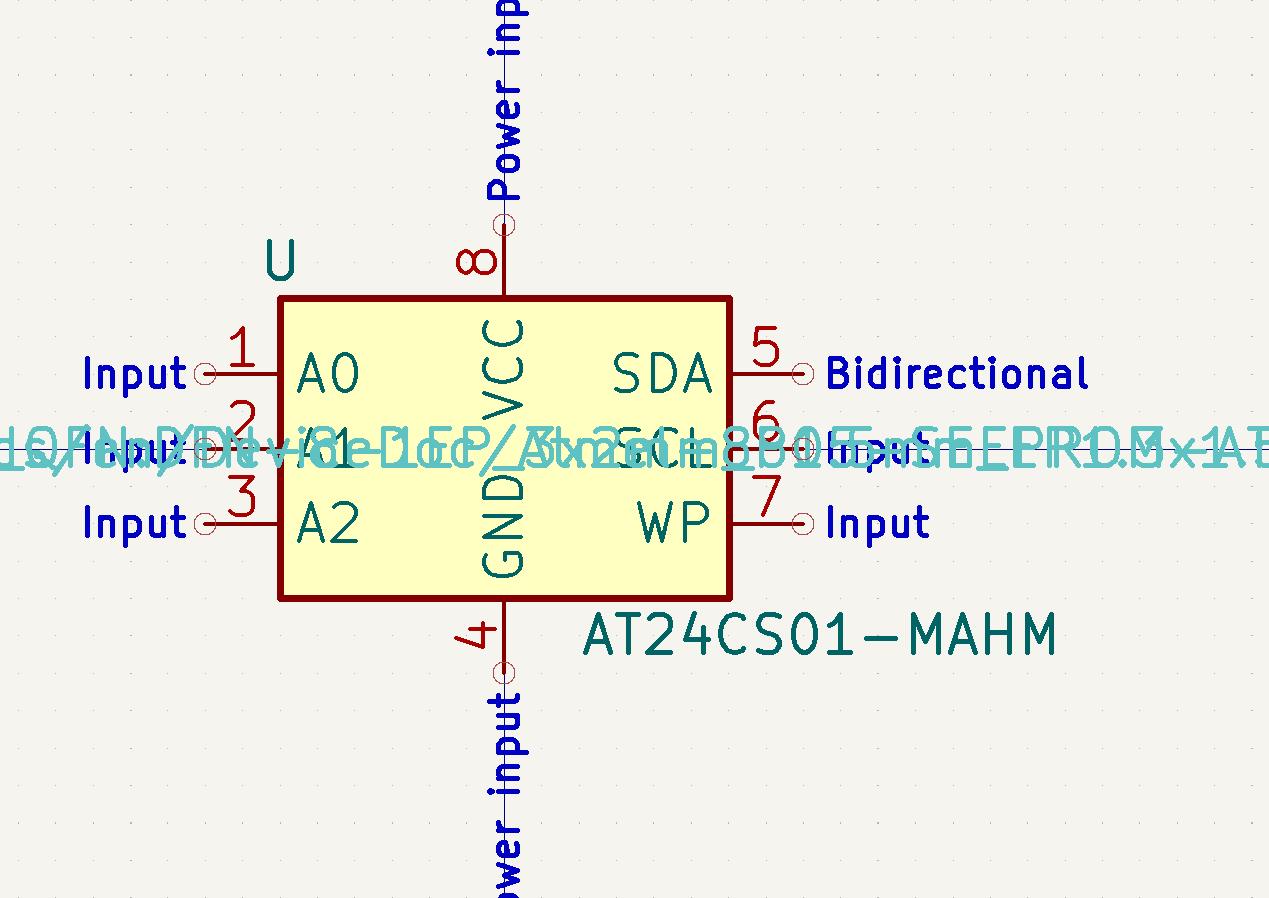 Power inp
U
8
1
5
Input
A0
VCC
SDA
Bidirectional
2
6
Input
A1
SCL
Input
3
7
Input
A2
GND
WP
Input
4
AT24CS01-MAHM
ower input